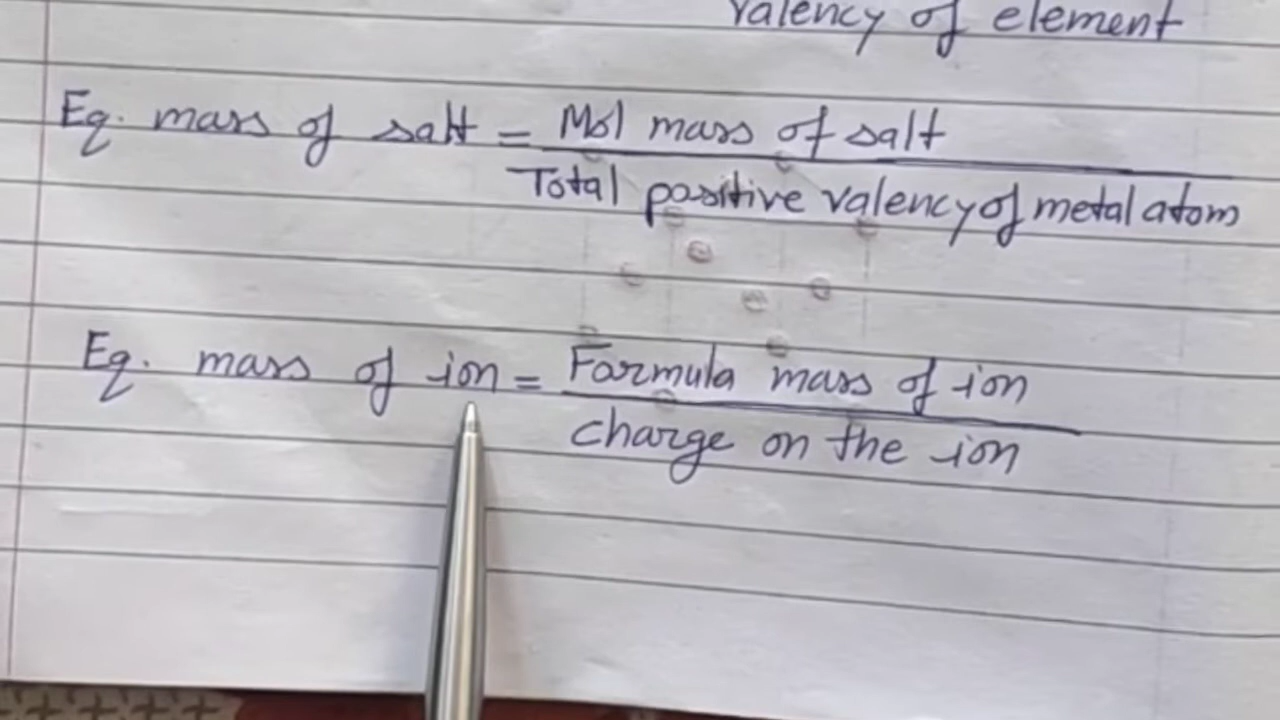 valency of element
Eq. mass of salt = Mol mass of salt
Total positive valency of metal atom
Eq. mass of ion = Formula mass of ion
charge on the ion